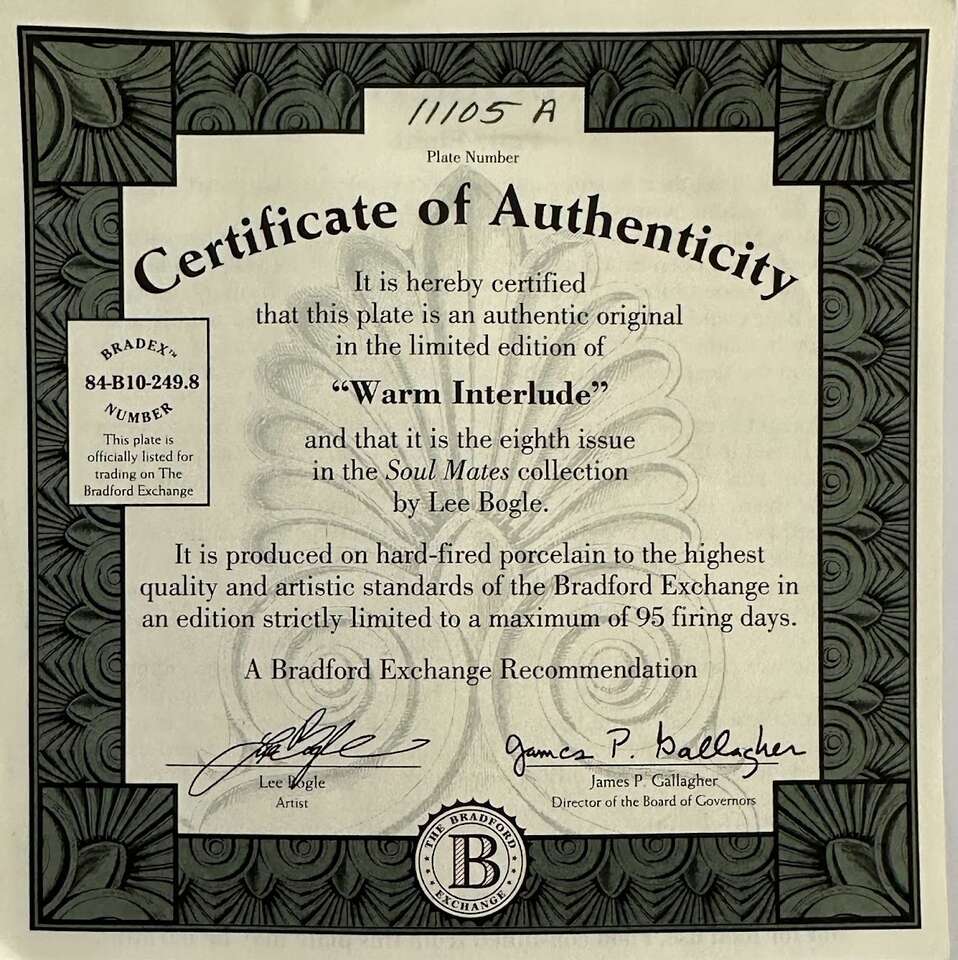 11105 A
Plate Number
Certificate of Authenticity
It is hereby certified
that this plate is an authentic original
in the limited edition of
“Warm Interlude”
and that it is the eighth issue
in the Soul Mates collection
by Lee Bogle.
BRADEX™
84-B10-249.8
NUMBER
This plate is
officially listed for
trading on The
Bradford Exchange
It is produced on hard-fired porcelain to the highest
quality and artistic standards of the Bradford Exchange in
an edition strictly limited to a maximum of 95 firing days.
A Bradford Exchange Recommendation
Lee Bogle
James P. Gallagher
Lee Bogle
Artist
James P. Gallagher
Director of the Board of Governors
THE BRADFORD
B
EXCHANGE